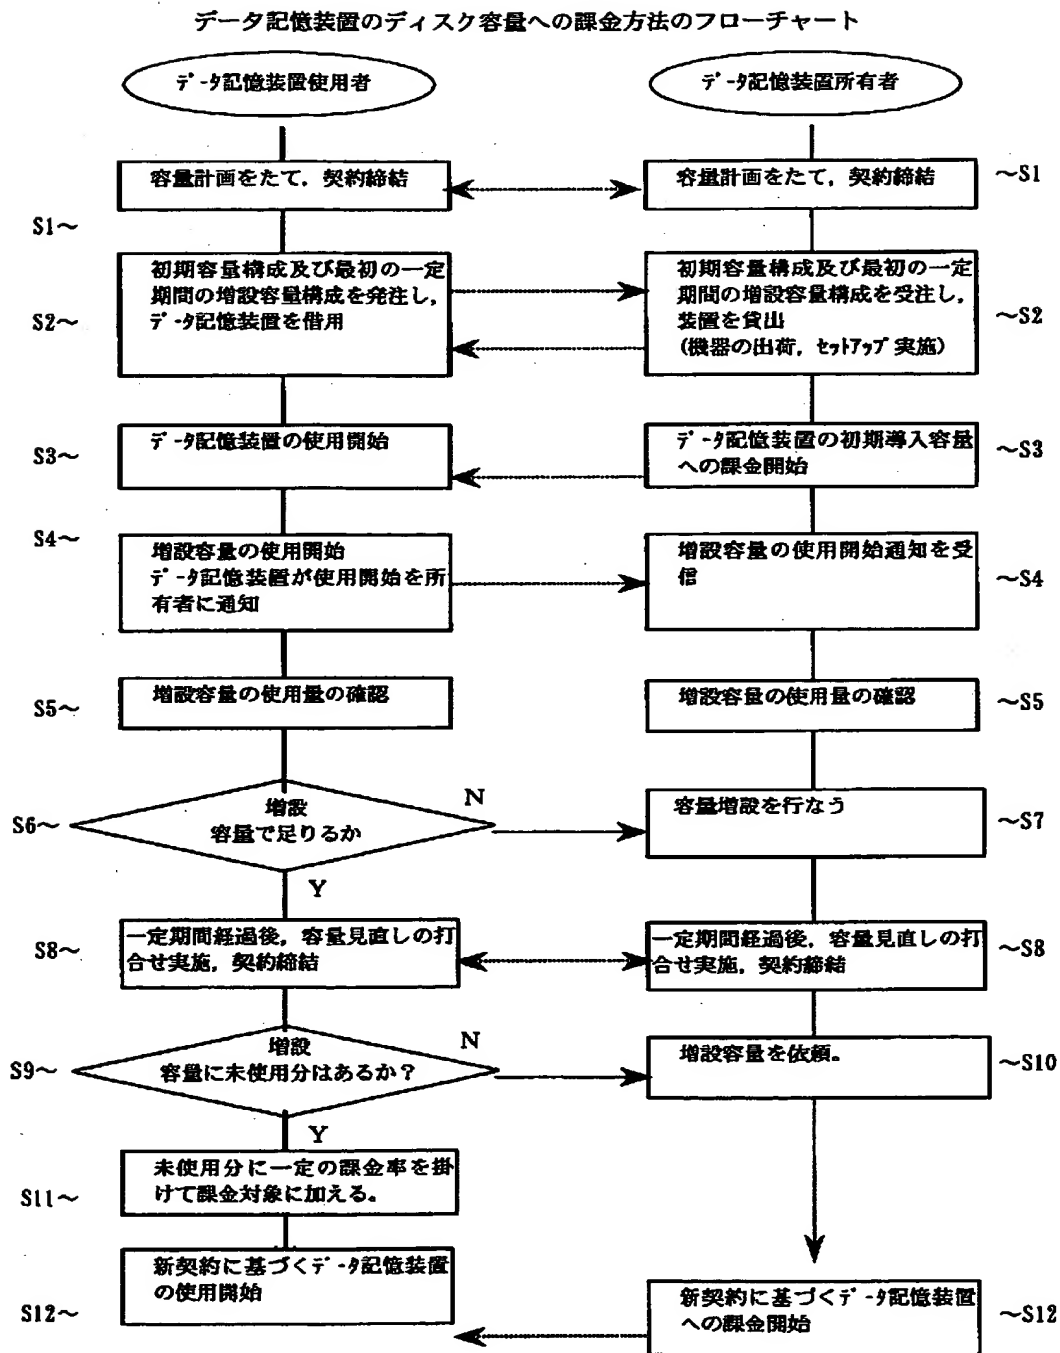 データ記憶装置のディスク容量への課金方法のフローチャート
データ記憶装置使用者
データ記憶装置所有者
容量計画をたて，契約締結
容量計画をたて，契約締結
～S1
S1～
初期容量構成及び最初の一定
期間の増設容量構成を発注し，
データ記憶装置を借用
S2～
初期容量構成及び最初の一定
期間の増設容量構成を受注し，
装置を貸出
(機器の出荷，セットアップ実施)
～S2
データ記憶装置の使用開始
S3～
データ記憶装置の初期導入容量
への課金開始
～S3
S4～
増設容量の使用開始
データ記憶装置が使用開始を所
有者に通知
増設容量の使用開始通知を受
信
～S4
増設容量の使用量の確認
S5～
増設容量の使用量の確認
～S5
増設
容量で足りるか
S6～
N
Y
容量増設を行なう
～S7
S8～
一定期間経過後，容量見直しの打
合せ実施，契約締結
一定期間経過後，容量見直しの打
合せ実施，契約締結
～S8
増設
容量に未使用分はあるか？
S9～
N
Y
増設容量を依頼。
～S10
未使用分に一定の課金率を掛
けて課金対象に加える。
S11～
新契約に基づくデータ記憶装置
の使用開始
S12～
新契約に基づくデータ記憶装置
への課金開始
～S12